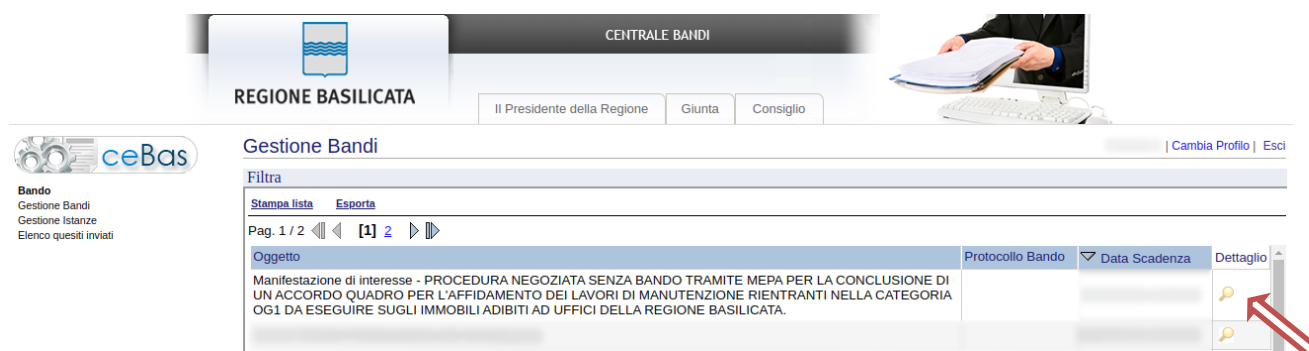 CENTRALE BANDI
REGIONE BASILICATA
Il Presidente della Regione Giunta Consiglio
ceBas
Gestione Bandi
| Cambia Profilo | Esci
Filtra
Bando
Gestione Bandi
Gestione Istanze
Elenco quesiti inviati
Stampa lista Esporta
Pag. 1 / 2 [1] 2
Oggetto Protocollo Bando Data Scadenza Dettaglio
Manifestazione di interesse - PROCEDURA NEGOZIATA SENZA BANDO TRAMITE MEPA PER LA CONCLUSIONE DI
UN ACCORDO QUADRO PER L'AFFIDAMENTO DEI LAVORI DI MANUTENZIONE RIENTRANTI NELLA CATEGORIA
OG1 DA ESEGUIRE SUGLI IMMOBILI ADIBITI AD UFFICI DELLA REGIONE BASILICATA.